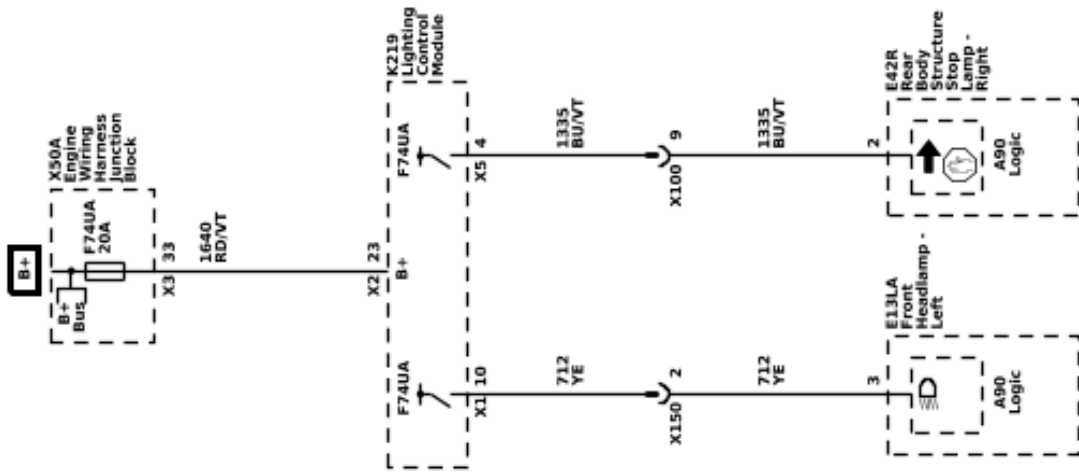 B+
X50A
Engine
Wiring
Harness
Junction
Block
B+
Bus
F74UA
20A
X3 33
1640
RD/VT
X2 23
K219
Lighting
Control
Module
F74UA
B+
F74UA
X1 10
X5 4
712
YE
1335
BU/VT
X150 2
X100 9
712
YE
1335
BU/VT
3
2
E13LA
Front
Headlamp -
Left
A90
Logic
E42R
Rear
Body
Structure
Stop
Lamp -
Right
A90
Logic